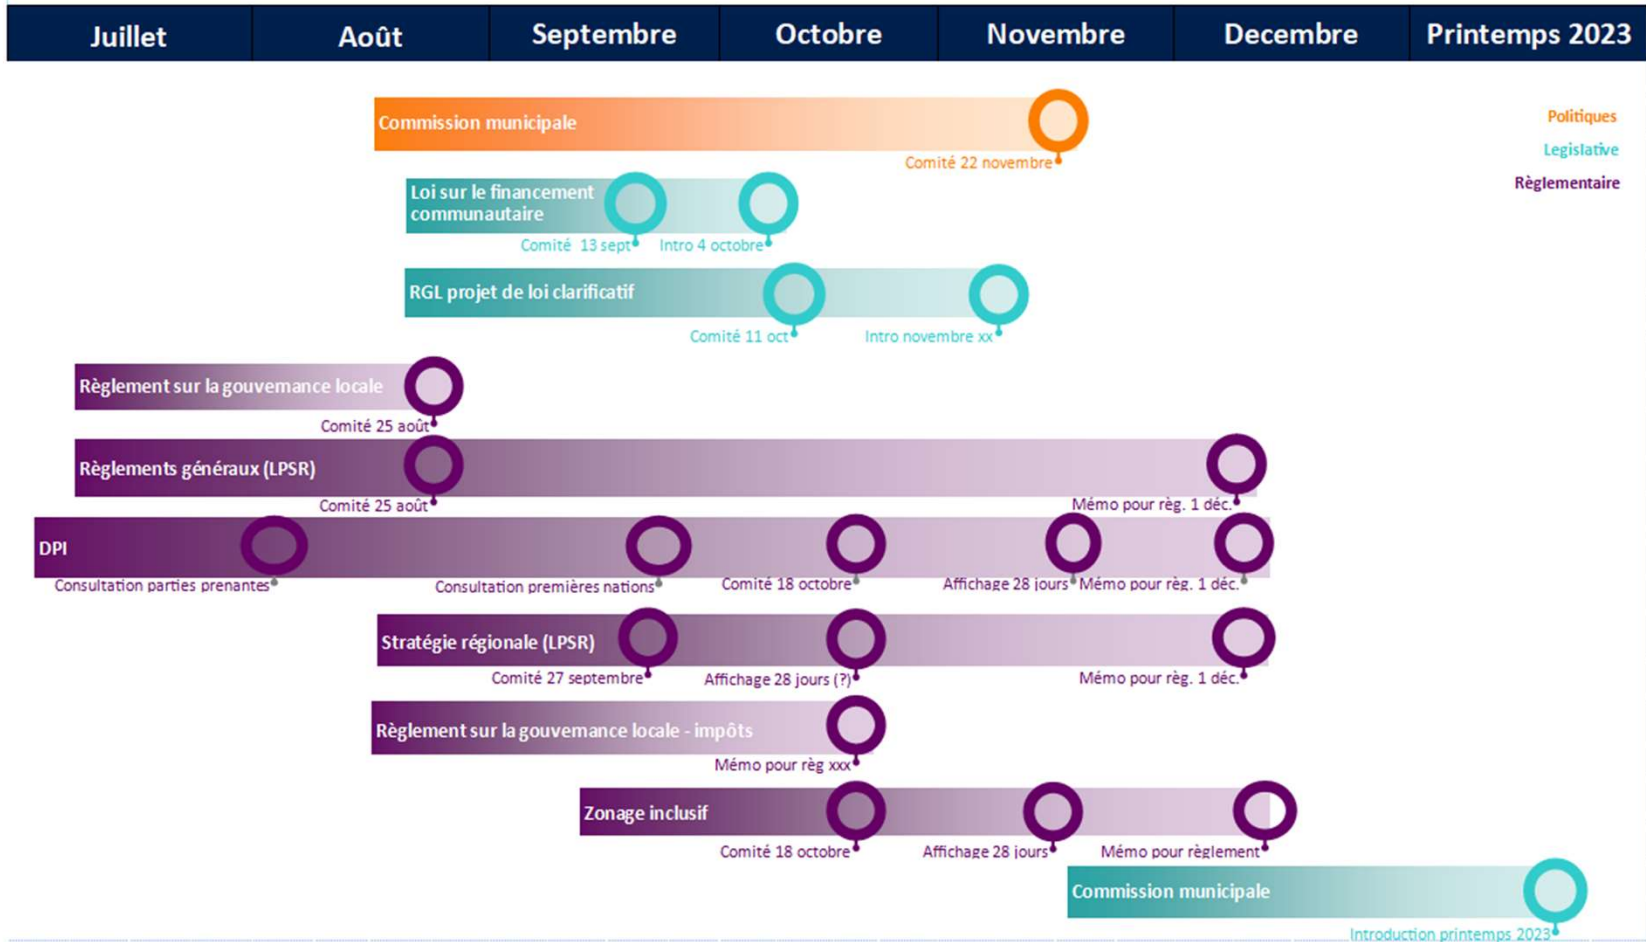 Juillet Août Septembre Octobre Novembre Decembre Printemps 2023
Politiques
Legislative
Règlementaire
Commission municipale
Comité 22 novembre
Loi sur le financement
communautaire
Comité 13 sept Intro 4 octobre
RGL projet de loi clarificatif
Comité 11 oct Intro novembre xx
Règlement sur la gouvernance locale
Comité 25 août
Règlements généraux (LPSR)
Comité 25 août Mémo pour règ. 1 déc.
DPI
Consultation parties prenantes Consultation premières nations Comité 18 octobre Affichage 28 jours Mémo pour règ. 1 déc.
Stratégie régionale (LPSR)
Comité 27 septembre Affichage 28 jours (?) Mémo pour règ. 1 déc.
Règlement sur la gouvernance locale - impôts
Mémo pour règ xxx
Zonage inclusif
Comité 18 octobre Affichage 28 jours Mémo pour règlement
Commission municipale
Introduction printemps 2023